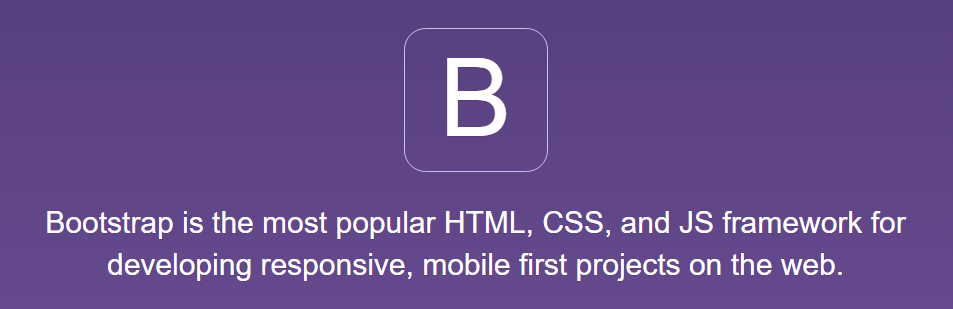 B
Bootstrap is the most popular HTML, CSS, and JS framework for
developing responsive, mobile first projects on the web.